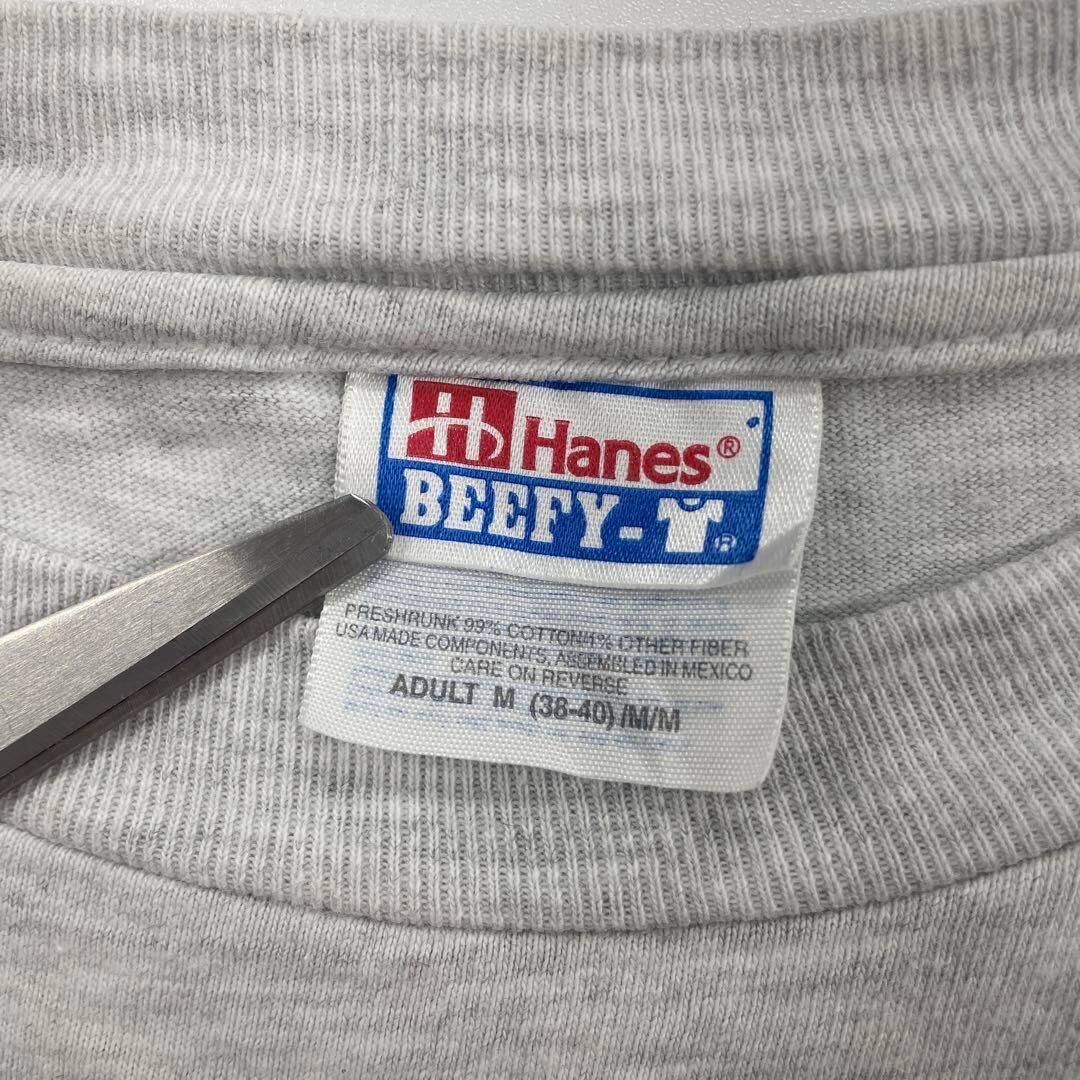 H Hanes®
BEEFY-T®
PRESHRUNK 99% COTTON/1% OTHER FIBER
USA MADE COMPONENTS, ASSEMBLED IN MEXICO
CARE ON REVERSE
ADULT M (38-40)/M/M